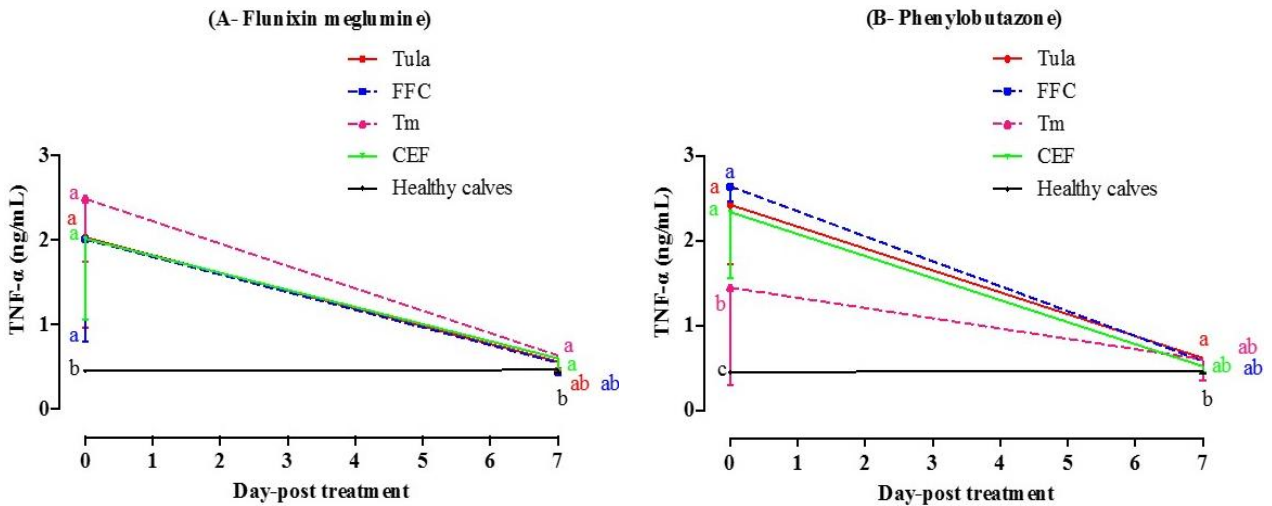 (A- Flunixin meglumine)
Tula
FFC
Tm
CEF
Healthy calves
TNF-α (ng/mL)
3
2
1
0
a
a
a
a
b
a
a
ab
ab
b
0 1 2 3 4 5 6 7
Day-post treatment
(B- Phenylobutazone)
Tula
FFC
Tm
CEF
Healthy calves
TNF-α (ng/mL)
3
2
1
0
a
a
a
b
c
a
ab
ab
ab
b
0 1 2 3 4 5 6 7
Day-post treatment